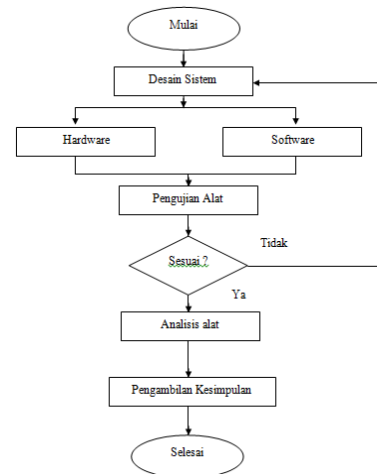 Mulai
Desain Sistem
Hardware
Software
Pengujian Alat
Sesuai ?
Tidak
Ya
Analisis alat
Pengambilan Kesimpulan
Selesai